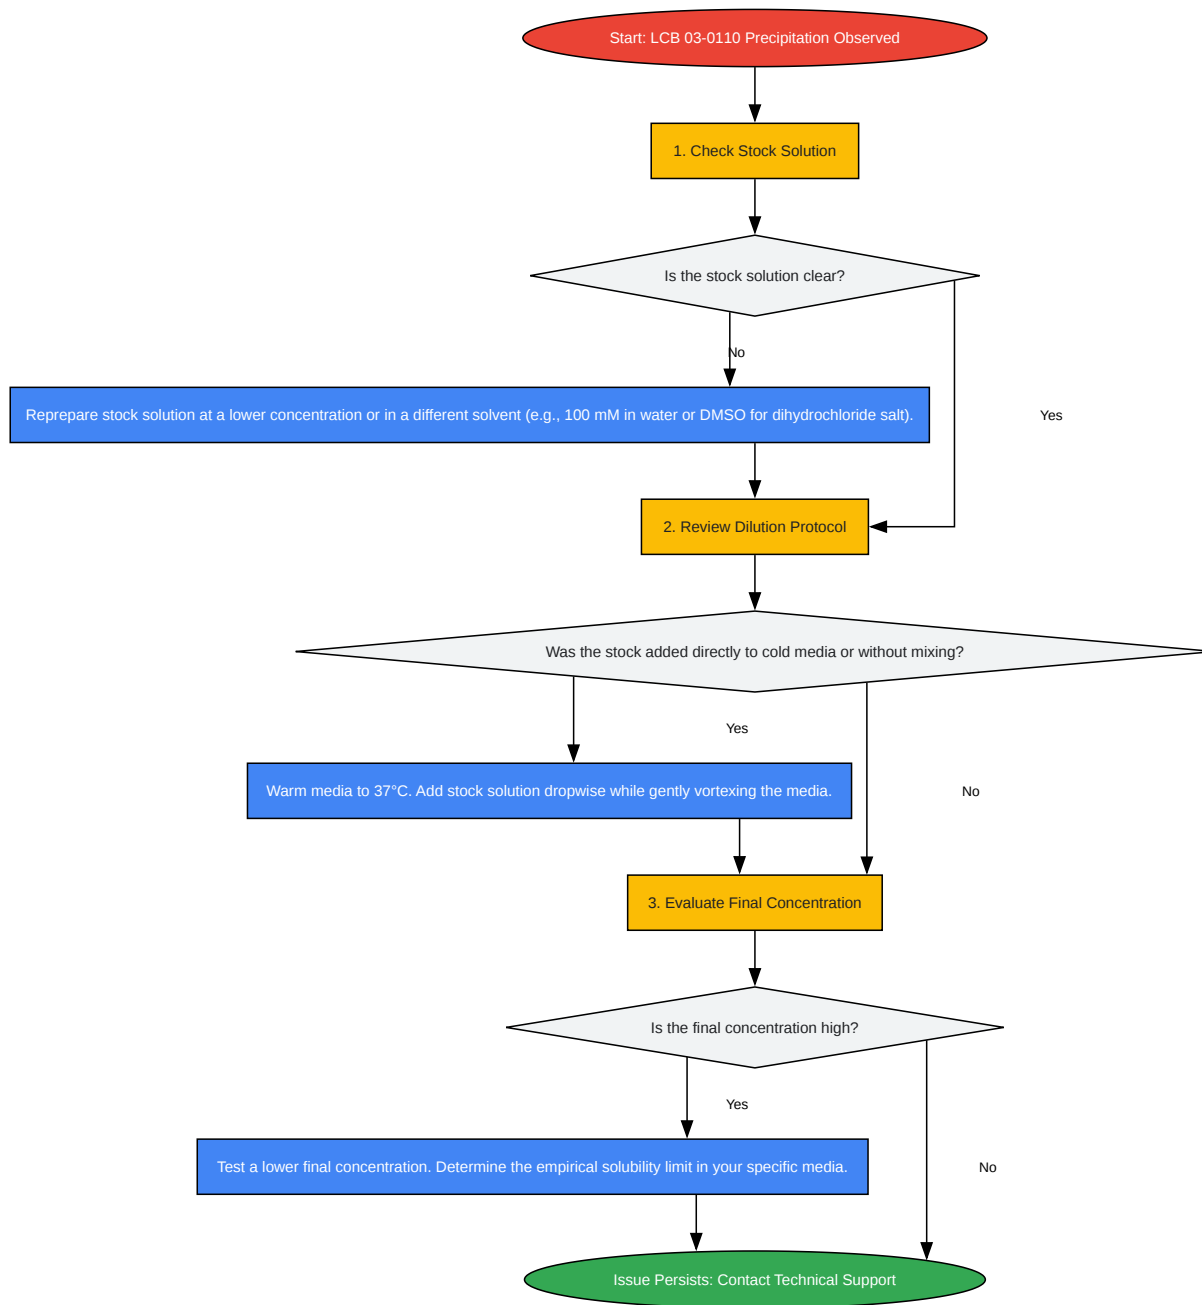 Start: LCB 03-0110 Precipitation Observed
1. Check Stock Solution
Is the stock solution clear?
No
Reprepare stock solution at a lower concentration or in a different solvent (e.g., 100 mM in water or DMSO for dihydrochloride salt).
Yes
2. Review Dilution Protocol
Was the stock added directly to cold media or without mixing?
Yes
Warm media to 37°C. Add stock solution dropwise while gently vortexing the media.
No
3. Evaluate Final Concentration
Is the final concentration high?
Yes
Test a lower final concentration. Determine the empirical solubility limit in your specific media.
No
Issue Persists: Contact Technical Support